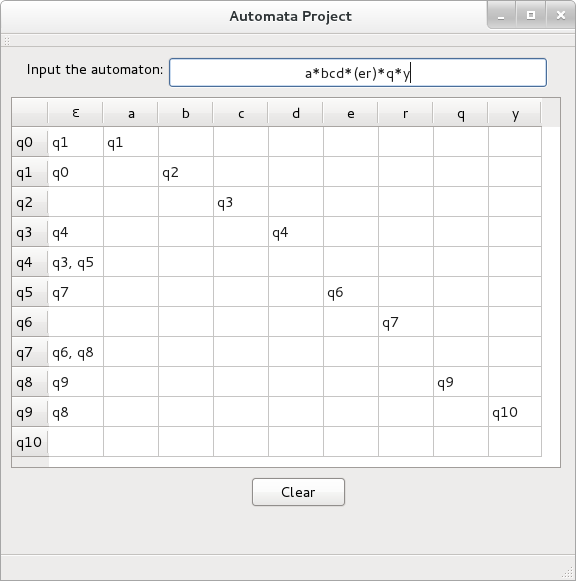 Automata Project
Input the automaton: a*bcd*(er)*q*y
ε a b c d e r q y
q0 q1 q1
q1 q0 q2
q2 q3
q3 q4 q4
q4 q3, q5
q5 q7 q6
q6 q7
q7 q6, q8
q8 q9 q9
q9 q8 q10
q10
Clear